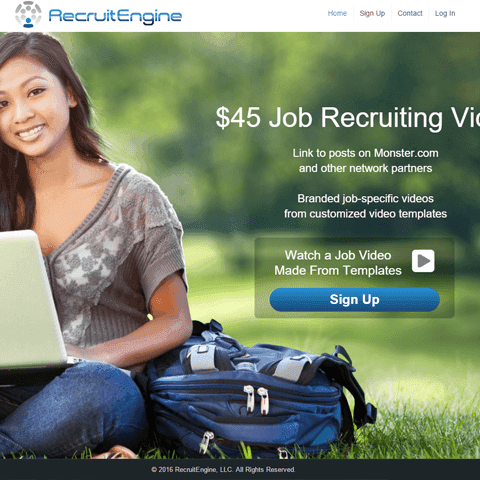 RecruitEngine
Home Sign Up Contact Log In
$45 Job Recruiting
Link to posts on Monster.com
and other network partners
Branded job-specific videos
from customized video templates
Watch a Job Video
Made From Templates
Sign Up
© 2016 RecruitEngine, LLC. All Rights Reserved.